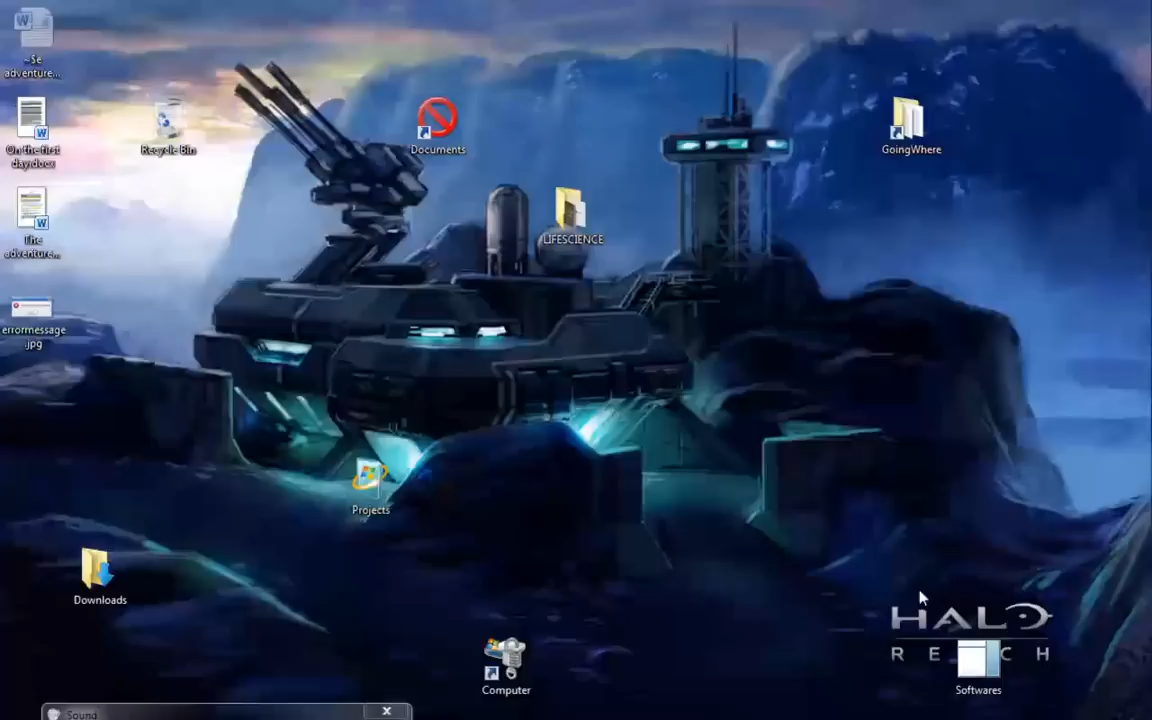 ~Se
adventure...
On the first
day.docx
The
adventure...
errormessage
.jpg
Recycle Bin
Documents
LIFESCIENCE
GoingWhere
Projects
Downloads
Computer
HALO
REACH
Softwares
Sound